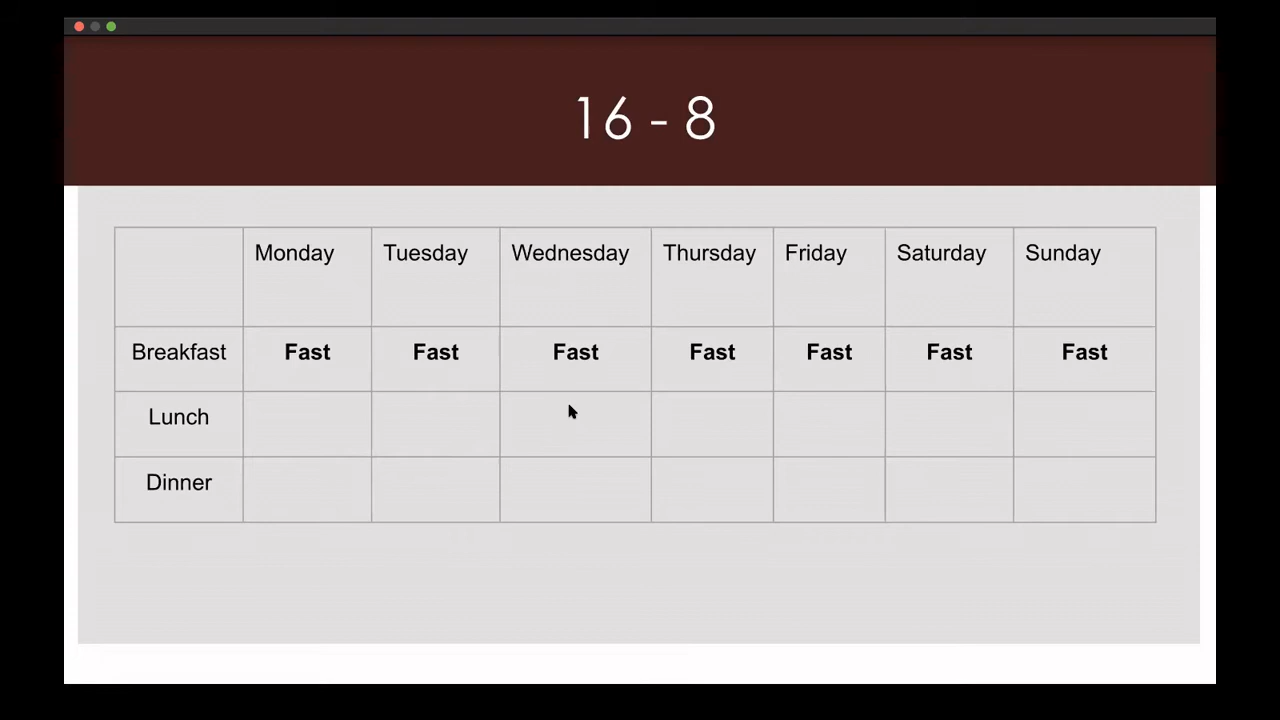 16 - 8
Monday Tuesday Wednesday Thursday Friday Saturday Sunday
Breakfast Fast Fast Fast Fast Fast Fast Fast
Lunch
Dinner